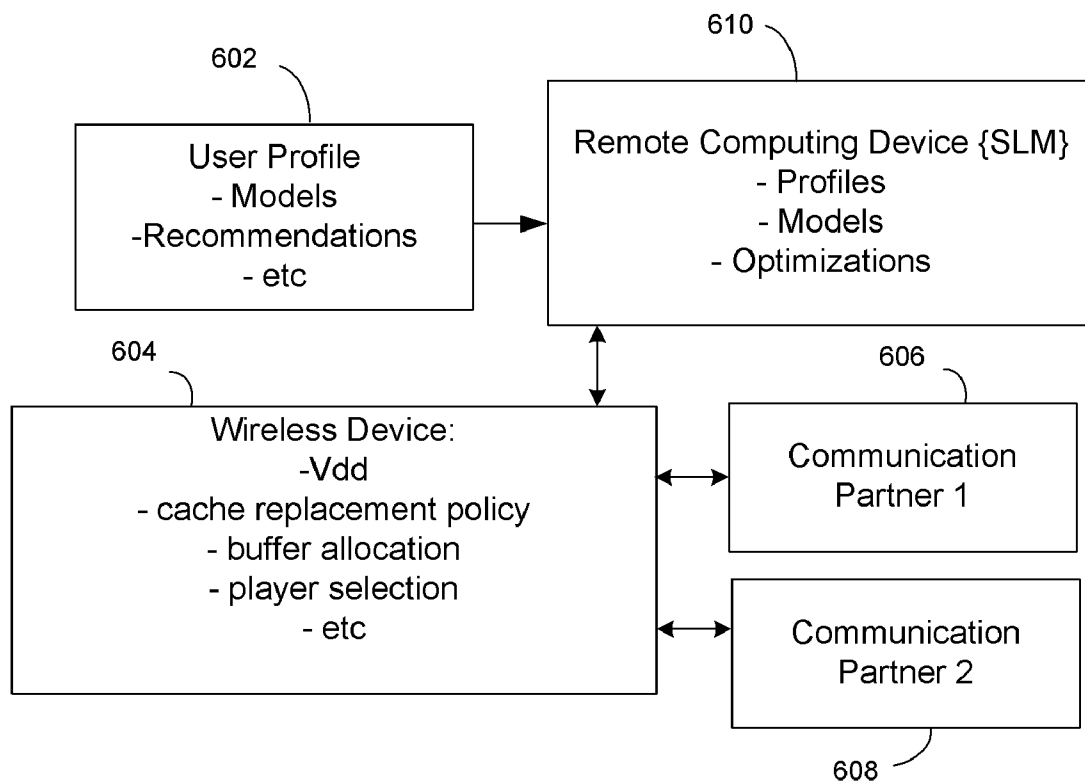 602
User Profile
- Models
-Recommendations
- etc
610
Remote Computing Device {SLM}
- Profiles
- Models
- Optimizations
604
Wireless Device:
-Vdd
- cache replacement policy
- buffer allocation
- player selection
- etc
606
Communication
Partner 1
Communication
Partner 2
608